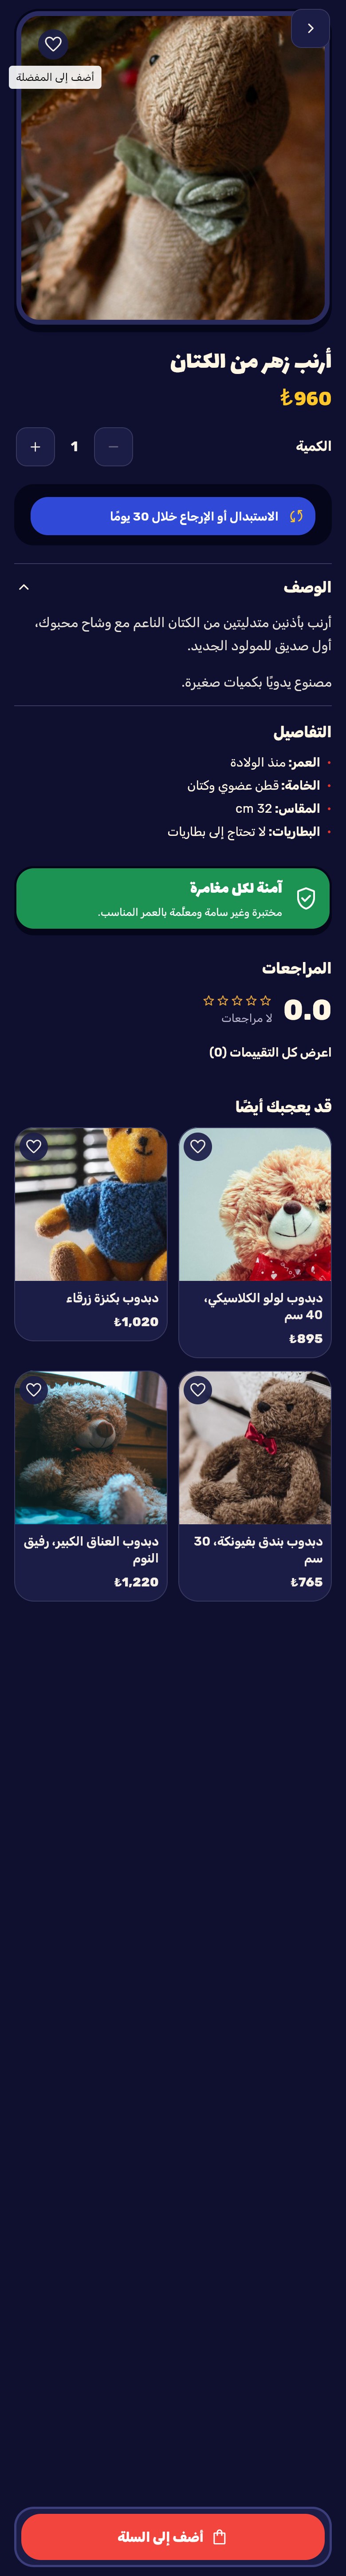 أضف إلى المفضلة
أرنب زهر من الكتان
₺960
الكمية
1
الاستبدال أو الإرجاع خلال 30 يومًا
الوصف
أرنب بأذنين متدليتين من الكتان الناعم مع وشاح محبوك،
أول صديق للمولود الجديد.
مصنوع يدويًا بكميات صغيرة.
التفاصيل
• العمر: منذ الولادة
• الخامة: قطن عضوي وكتان
• المقاس: 32 cm
• البطاريات: لا تحتاج إلى بطاريات
آمنة لكل مغامرة
مختبرة وغير سامة ومعلّمة بالعمر المناسب.
المراجعات
0.0
لا مراجعات
اعرض كل التقييمات (0)
قد يعجبك أيضًا
دبدوب لولو الكلاسيكي،
40 سم
₺895
دبدوب بكنزة زرقاء
₺1,020
دبدوب بندق بفيونكة، 30
سم
₺765
دبدوب العناق الكبير، رفيق
النوم
₺1,220
أضف إلى السلة